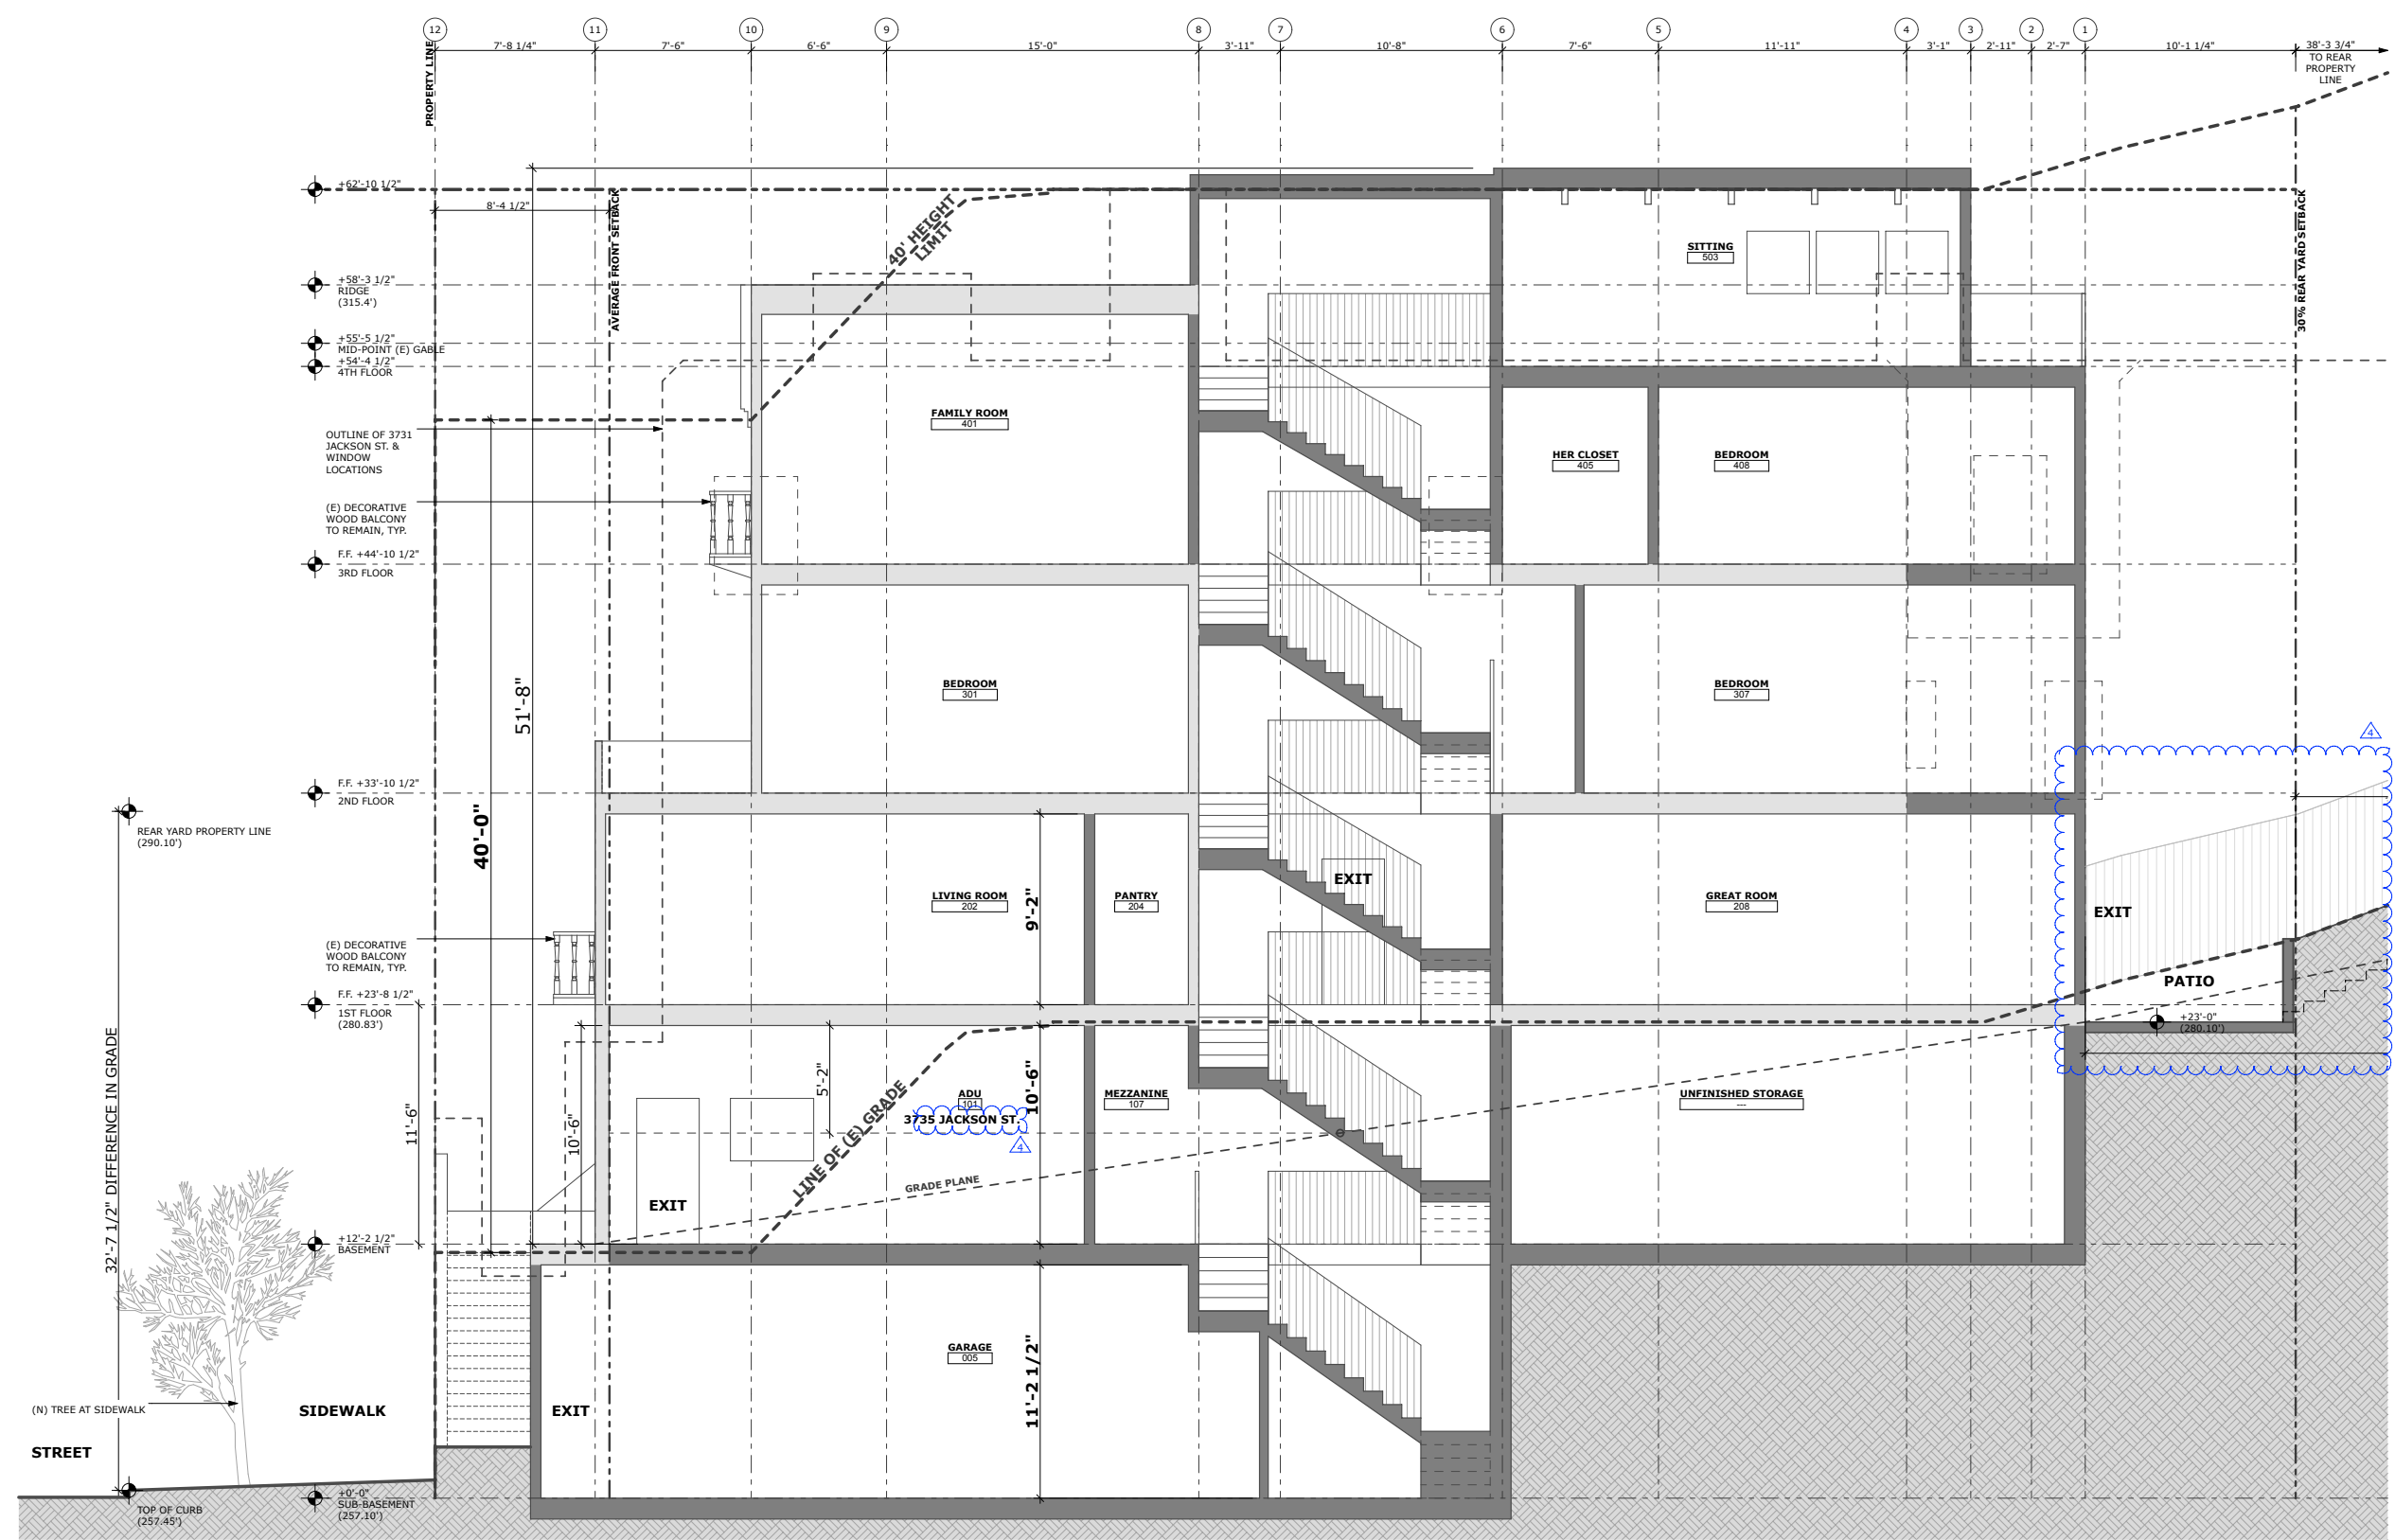 12
11
10
9
8
7
6
5
4
3
2
1
7'-8 1/4"
7'-6"
6'-6"
15'-0"
3'-11"
10'-8"
7'-6"
11'-11"
3'-1"
2'-11"
2'-7"
10'-1 1/4"
38'-3 3/4"
TO REAR
PROPERTY
LINE
PROPERTY LINE
+62'-10 1/2"
8'-4 1/2"
AVERAGE FRONT SETBACK
40' HEIGHT
LIMIT
30% REAR YARD SETBACK
SITTING
503
+58'-3 1/2"
RIDGE
(315.4')
+55'-5 1/2"
MID-POINT (E) GABLE
+54'-4 1/2"
4TH FLOOR
OUTLINE OF 3731
JACKSON ST. &
WINDOW
LOCATIONS
FAMILY ROOM
401
HER CLOSET
405
BEDROOM
408
(E) DECORATIVE
WOOD BALCONY
TO REMAIN, TYP.
F.F. +44'-10 1/2"
3RD FLOOR
51'-8"
BEDROOM
301
BEDROOM
307
4
F.F. +33'-10 1/2"
2ND FLOOR
REAR YARD PROPERTY LINE
(290.10')
40'-0"
LIVING ROOM
202
9'-2"
PANTRY
204
EXIT
GREAT ROOM
208
EXIT
(E) DECORATIVE
WOOD BALCONY
TO REMAIN, TYP.
PATIO
F.F. +23'-8 1/2"
1ST FLOOR
(280.83')
+23'-0"
(280.10')
32'-7 1/2" DIFFERENCE IN GRADE
11'-6"
10'-6"
5'-2"
ADU
101
3735 JACKSON ST.
4
10'-6"
MEZZANINE
107
UNFINISHED STORAGE
---
LINE OF (E) GRADE
GRADE PLANE
EXIT
+12'-2 1/2"
BASEMENT
GARAGE
005
11'-2 1/2"
(N) TREE AT SIDEWALK
SIDEWALK
EXIT
STREET
+0'-0"
SUB-BASEMENT
(257.10')
TOP OF CURB
(257.45')